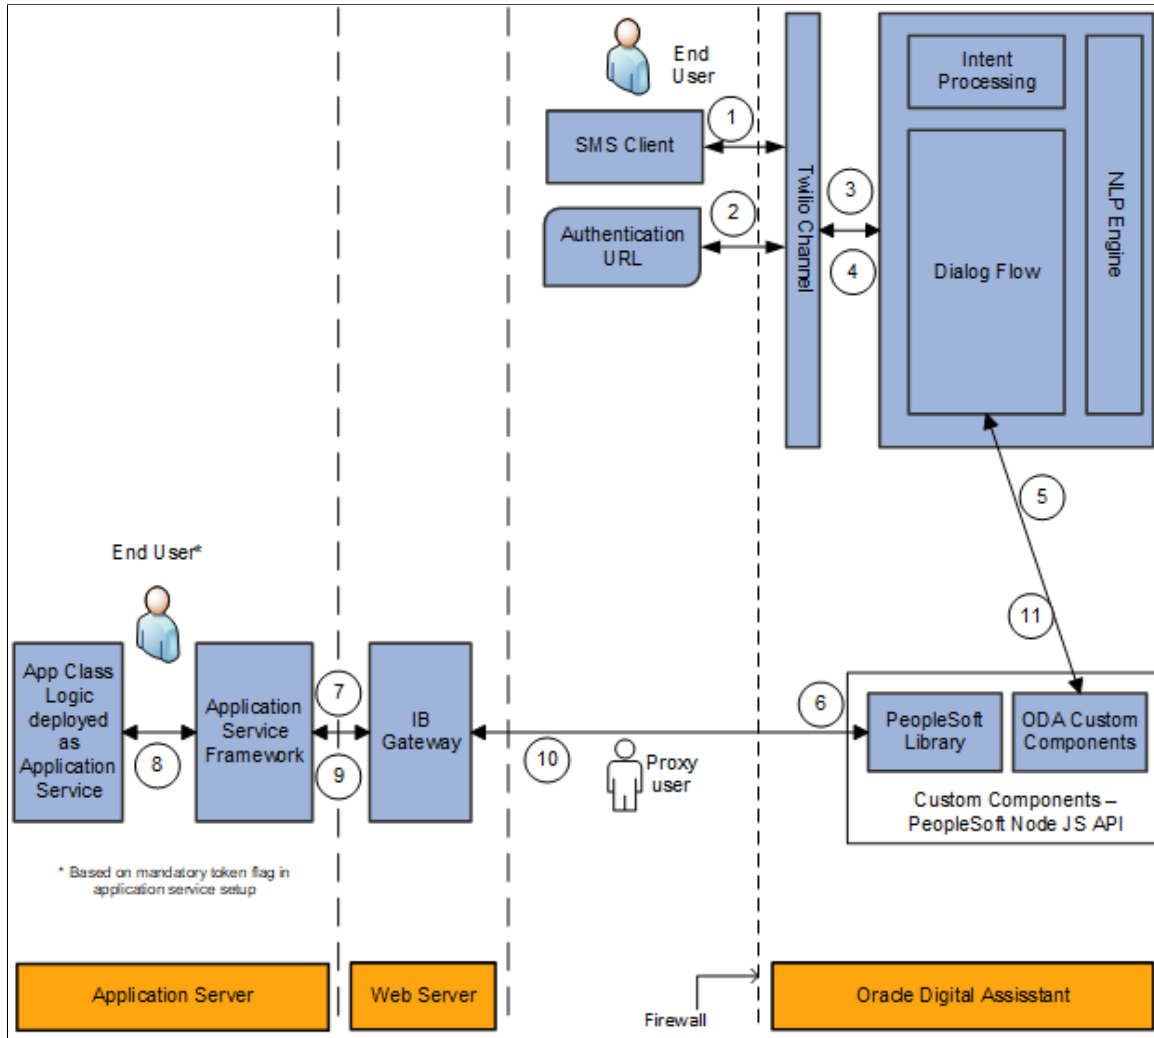 End
User
SMS Client
1
Authentication
URL
2
Twilio Channel
3
4
Intent
Processing
Dialog Flow
NLP Engine
5
11
End User*
App Class
Logic
deployed
as
Application
Service
8
Application
Service
Framework
7
9
IB
Gateway
10
Proxy
user
6
PeopleSoft
Library
ODA Custom
Components
Custom Components –
PeopleSoft Node JS API
* Based on mandatory token flag in
application service setup
Application Server
Web Server
Firewall
Oracle Digital Assisstant